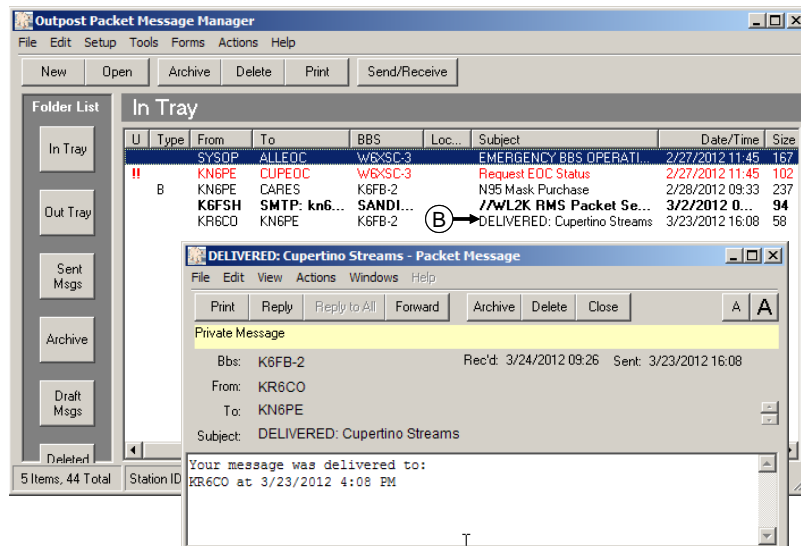 Outpost Packet Message Manager
File Edit Setup Tools Forms Actions Help
New Open Archive Delete Print Send/Receive
Folder List In Tray
In Tray
Out Tray
Sent Msgs
Archive
Draft Msgs
Deleted
U Type From To BBS Loc... Subject Date/Time Size
SYSOP ALLEOC W6XSC-3 EMERGENCY BBS OPERATI... 2/27/2012 11:45 167
!! KN6PE CUPEOC W6XSC-3 Request EOC Status 2/27/2012 11:45 102
B KN6PE CARES K6FB-2 N95 Mask Purchase 2/28/2012 09:33 237
K6FSH SMTP: kn6... SANDI... //WL2K RMS Packet Se... 3/2/2012 0... 94
KR6CO KN6PE K6FB-2 DELIVERED: Cupertino Streams 3/23/2012 16:08 58
B
5 Items, 44 Total Station ID
DELIVERED: Cupertino Streams - Packet Message
File Edit View Actions Windows Help
Print Reply Reply to All Forward Archive Delete Close A A
Private Message
Bbs: K6FB-2 Rec'd: 3/24/2012 09:26 Sent: 3/23/2012 16:08
From: KR6CO
To: KN6PE
Subject: DELIVERED: Cupertino Streams
Your message was delivered to:
KR6CO at 3/23/2012 4:08 PM